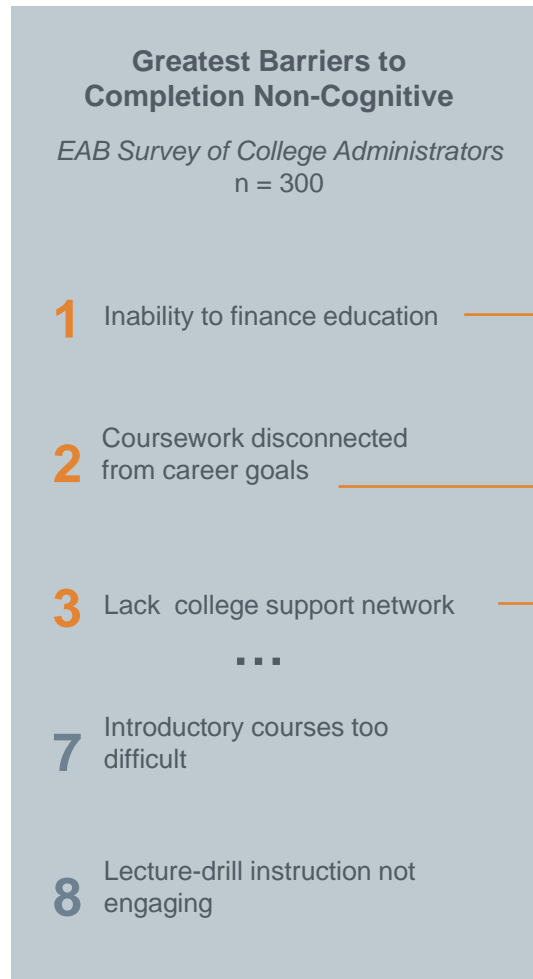 Greatest Barriers to
Completion Non-Cognitive
EAB Survey of College Administrators
n = 300
1 Inability to finance education
2 Coursework disconnected
from career goals
3 Lack college support network
...
7 Introductory courses too
difficult
8 Lecture-drill instruction not
engaging